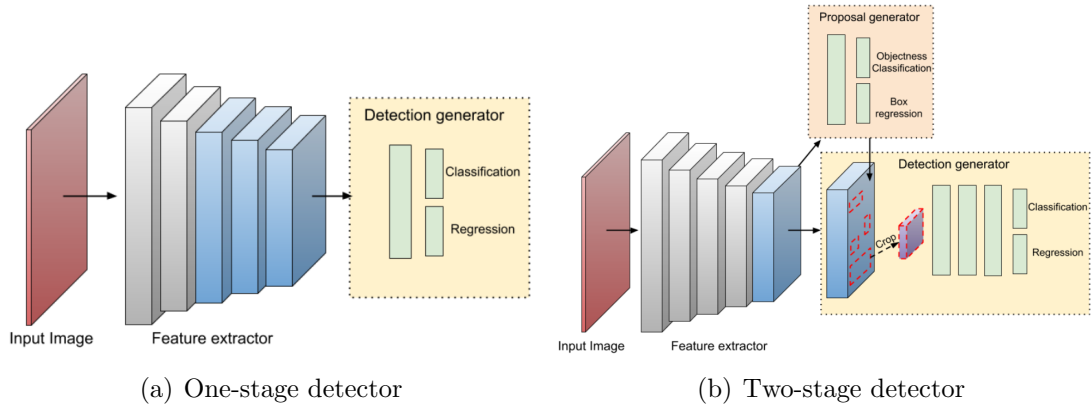 Detection generator
Classification
Regression
Input Image
Feature extractor
(a) One-stage detector
Proposal generator
Objectness
Classification
Box
regression
Detection generator
Classification
Crop
Regression
Input Image
Feature extractor
(b) Two-stage detector